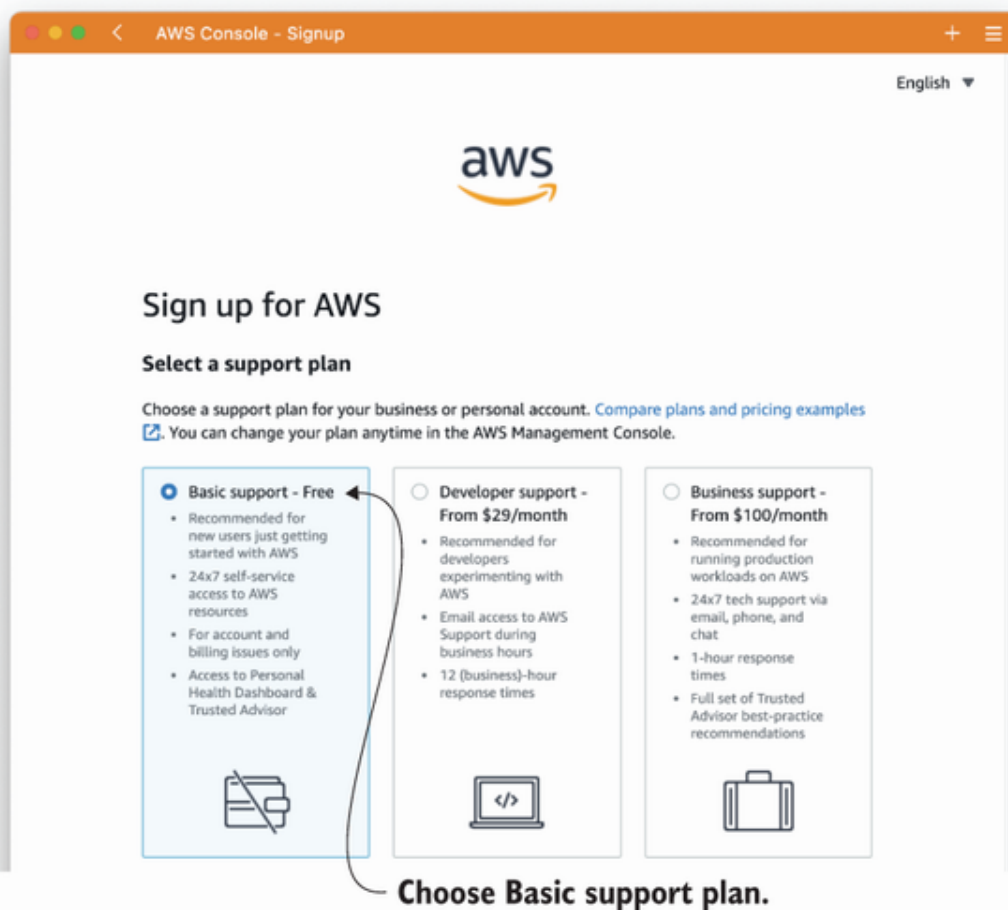 AWS Console - Signup
English
aws
Sign up for AWS
Select a support plan
Choose a support plan for your business or personal account. Compare plans and pricing examples
. You can change your plan anytime in the AWS Management Console.
Basic support - Free
• Recommended for
new users just getting
started with AWS
• 24x7 self-service
access to AWS
resources
• For account and
billing issues only
• Access to Personal
Health Dashboard &
Trusted Advisor
Developer support -
From $29/month
• Recommended for
developers
experimenting with
AWS
• Email access to AWS
Support during
business hours
• 12 (business)-hour
response times
</>
Business support -
From $100/month
• Recommended for
running production
workloads on AWS
• 24x7 tech support via
email, phone, and
chat
• 1-hour response
times
• Full set of Trusted
Advisor best-practice
recommendations
Choose Basic support plan.